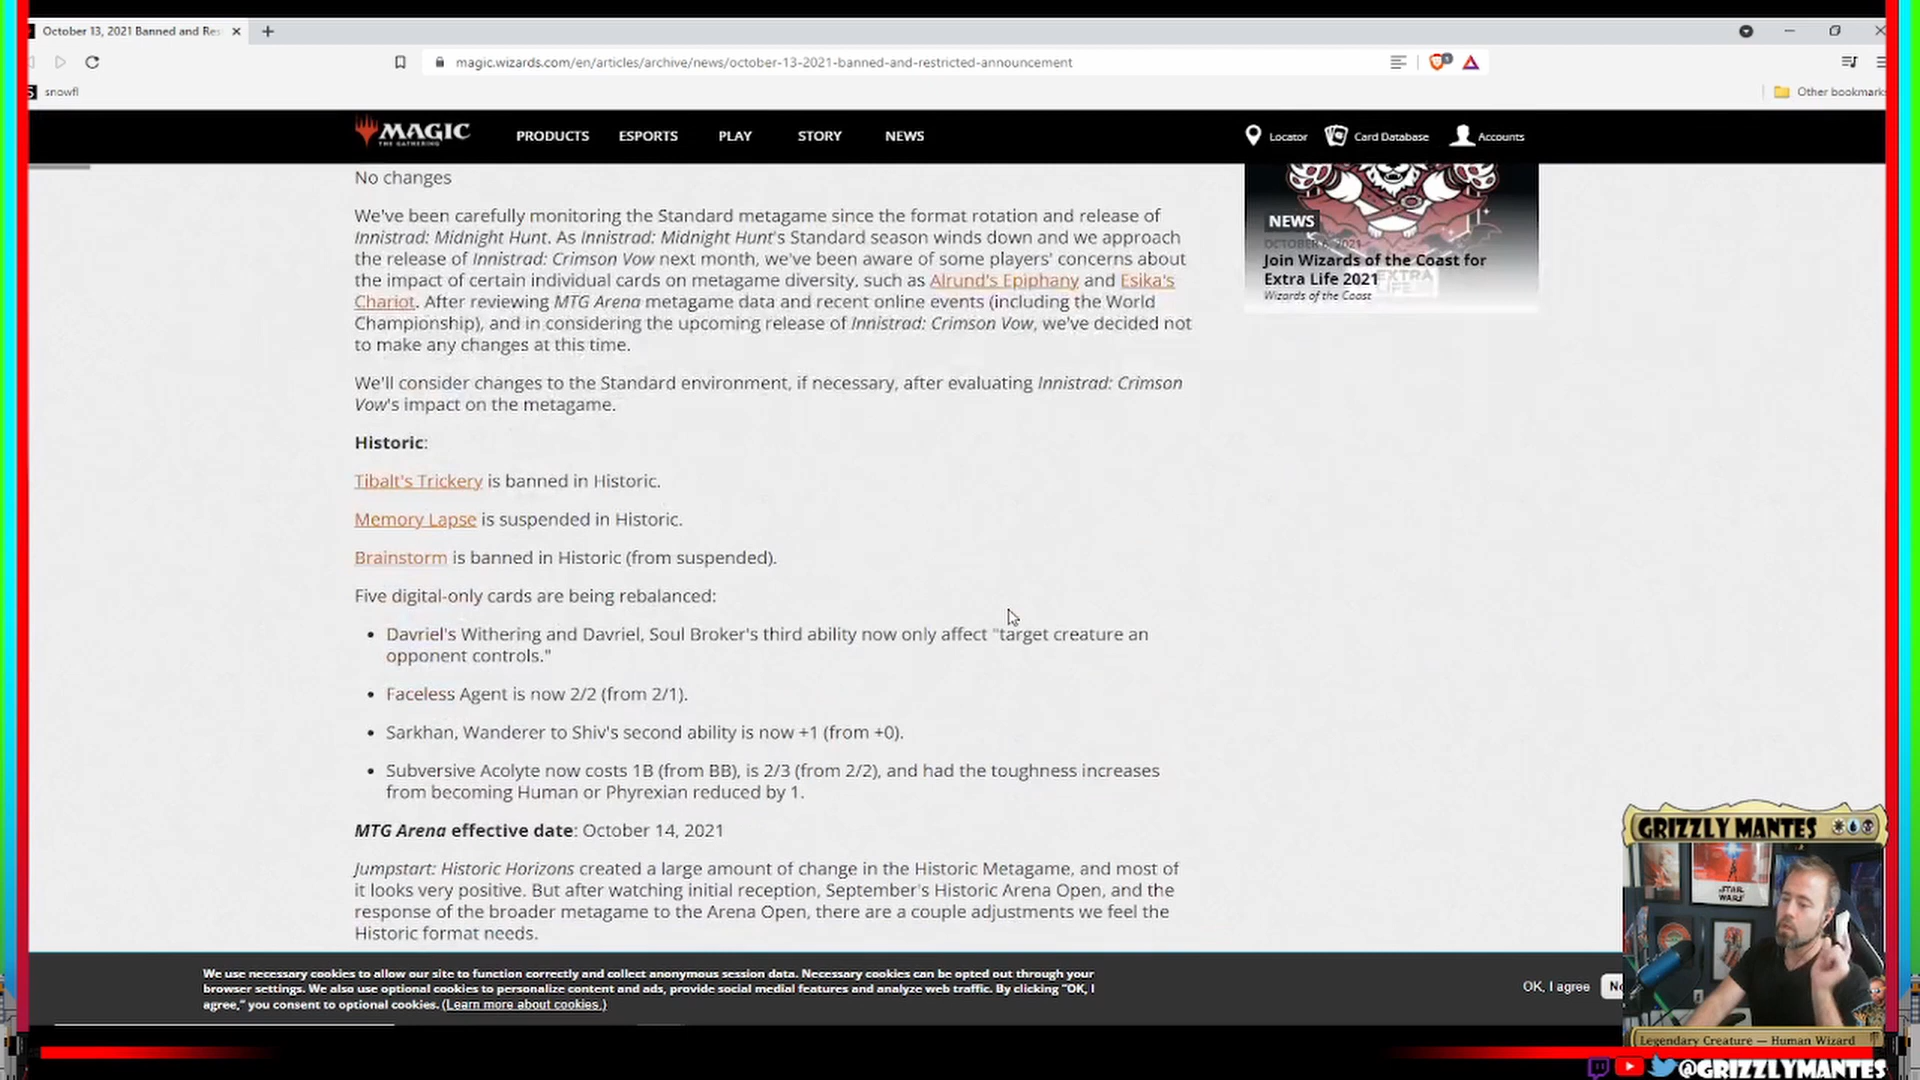 October 13, 2021 Banned and Res
magic.wizards.com/en/articles/archive/news/october-13-2021-banned-and-restricted-announcement
snowfl
Other bookmarks
MAGIC
THE GATHERING
PRODUCTS
ESPORTS
PLAY
STORY
NEWS
Locator
Card Database
Accounts
No changes
We've been carefully monitoring the Standard metagame since the format rotation and release of
Innistrad: Midnight Hunt. As Innistrad: Midnight Hunt's Standard season winds down and we approach
the release of Innistrad: Crimson Vow next month, we've been aware of some players' concerns about
the impact of certain individual cards on metagame diversity, such as Alrund's Epiphany and Esika's
Chariot. After reviewing MTG Arena metagame data and recent online events (including the World
Championship), and in considering the upcoming release of Innistrad: Crimson Vow, we've decided not
to make any changes at this time.
We'll consider changes to the Standard environment, if necessary, after evaluating Innistrad: Crimson
Vow's impact on the metagame.
Historic:
Tibalt's Trickery is banned in Historic.
Memory Lapse is suspended in Historic.
Brainstorm is banned in Historic (from suspended).
Five digital-only cards are being rebalanced:
• Davriel's Withering and Davriel, Soul Broker's third ability now only affect "target creature an
opponent controls."
• Faceless Agent is now 2/2 (from 2/1).
• Sarkhan, Wanderer to Shiv's second ability is now +1 (from +0).
• Subversive Acolyte now costs 1B (from BB), is 2/3 (from 2/2), and had the toughness increases
from becoming Human or Phyrexian reduced by 1.
MTG Arena effective date: October 14, 2021
Jumpstart: Historic Horizons created a large amount of change in the Historic Metagame, and most of
it looks very positive. But after watching initial reception, September's Historic Arena Open, and the
response of the broader metagame to the Arena Open, there are a couple adjustments we feel the
Historic format needs.
NEWS
OCTOBER 6, 2021
Join Wizards of the Coast for
Extra Life 2021
Wizards of the Coast
EXTRA
LIFE
We use necessary cookies to allow our site to function correctly and collect anonymous session data. Necessary cookies can be opted out through your
browser settings. We also use optional cookies to personalize content and ads, provide social medial features and analyze web traffic. By clicking "OK, I
agree," you consent to optional cookies. (Learn more about cookies.)
OK, I agree
GRIZZLY MANTES
STAR
WARS
Legendary Creature — Human Wizard
@GRIZZLYMANTES